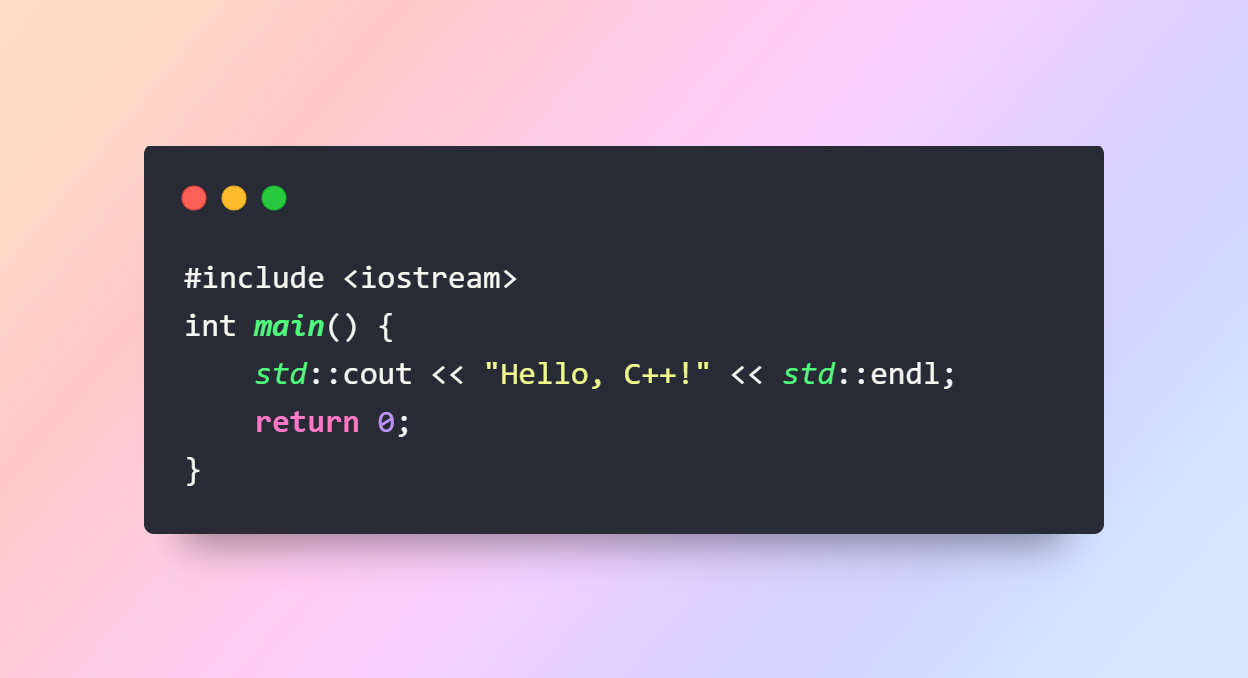 #include <iostream>
int main() {
    std::cout << "Hello, C++!" << std::endl;
    return 0;
}